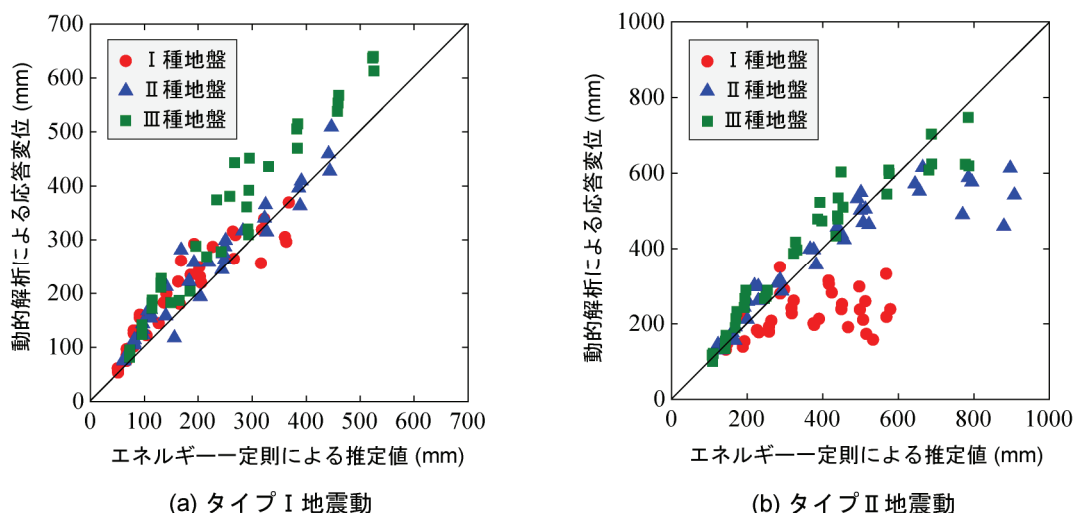 700
600
500
400
300
200
100
0
動的解析による応答変位 (mm)
Ⅰ種地盤
Ⅱ種地盤
Ⅲ種地盤
0 100 200 300 400 500 600 700
エネルギー一定則による推定値 (mm)
(a) タイプⅠ地震動
1000
800
600
400
200
0
動的解析による応答変位 (mm)
Ⅰ種地盤
Ⅱ種地盤
Ⅲ種地盤
0 200 400 600 800 1000
エネルギー一定則による推定値 (mm)
(b) タイプⅡ地震動